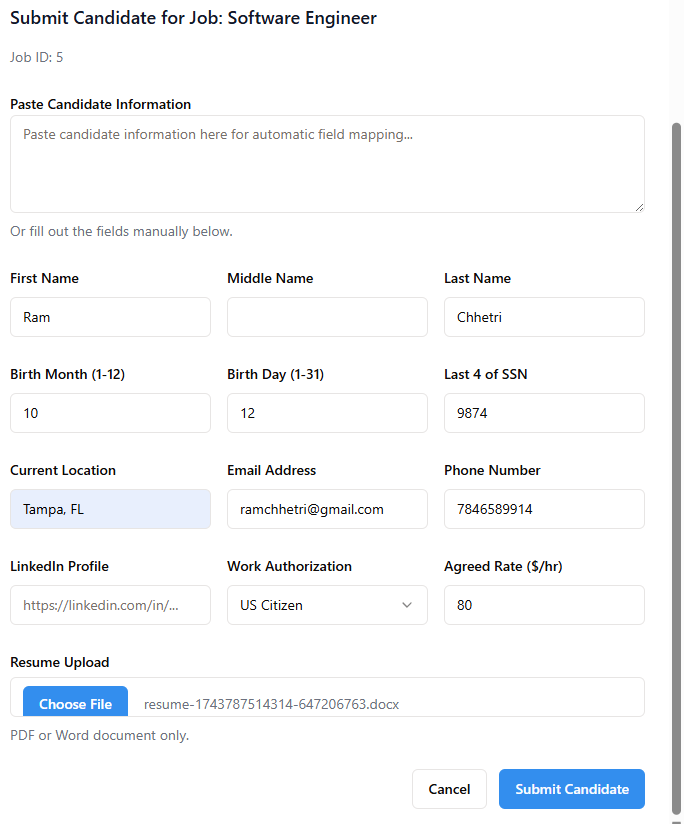 Submit Candidate for Job: Software Engineer
Job ID: 5
Paste Candidate Information
Paste candidate information here for automatic field mapping...
Or fill out the fields manually below.
First Name Middle Name Last Name
Ram Chhetri
Birth Month (1-12) Birth Day (1-31) Last 4 of SSN
10 12 9874
Current Location Email Address Phone Number
Tampa, FL ramchhetri@gmail.com 7846589914
LinkedIn Profile Work Authorization Agreed Rate ($/hr)
https://linkedin.com/in/... US Citizen 80
Resume Upload
Choose File resume-1743787514314-647206763.docx
PDF or Word document only.
Cancel Submit Candidate